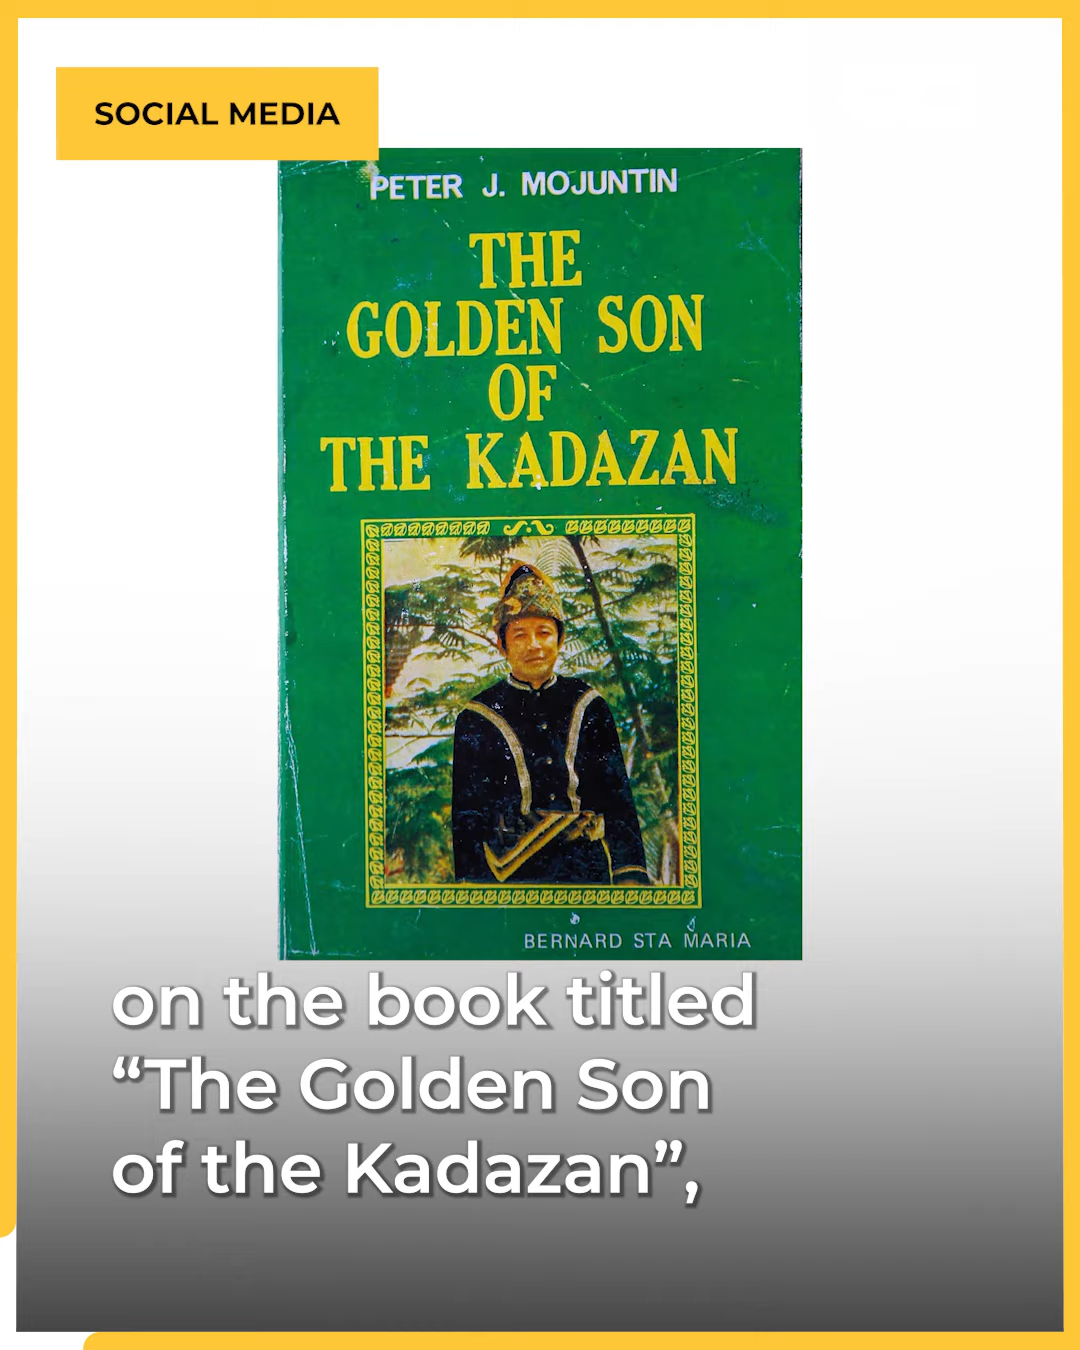 SOCIAL MEDIA
PETER J. MOJUNTIN
THE
GOLDEN SON
OF
THE KADAZAN
BERNARD STA MARIA
on the book titled
“The Golden Son
of the Kadazan”,